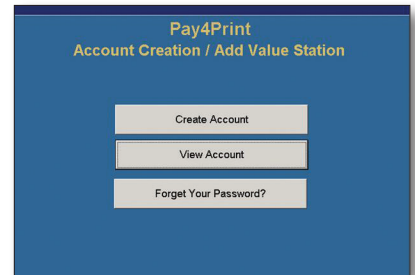 Pay4Print
Account Creation / Add Value Station
Create Account
View Account
Forget Your Password?